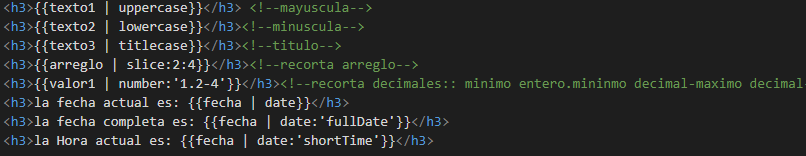 <h3>{{texto1 | uppercase}}</h3> <!--mayuscula-->
<h3>{{texto2 | lowercase}}</h3><!--minuscula-->
<h3>{{texto3 | titlecase}}</h3><!--titulo-->
<h3>{{arreglo | slice:2:4}}</h3><!--recorta arreglo-->
<h3>{{valor1 | number:'1.2-4'}}</h3><!--recorta decimales:: minimo entero.mininmo decimal-maximo decimal-
<h3>la fecha actual es: {{fecha | date}}</h3>
<h3>la fecha completa es: {{fecha | date:'fullDate'}}</h3>
<h3>la Hora actual es: {{fecha | date:'shortTime'}}</h3>